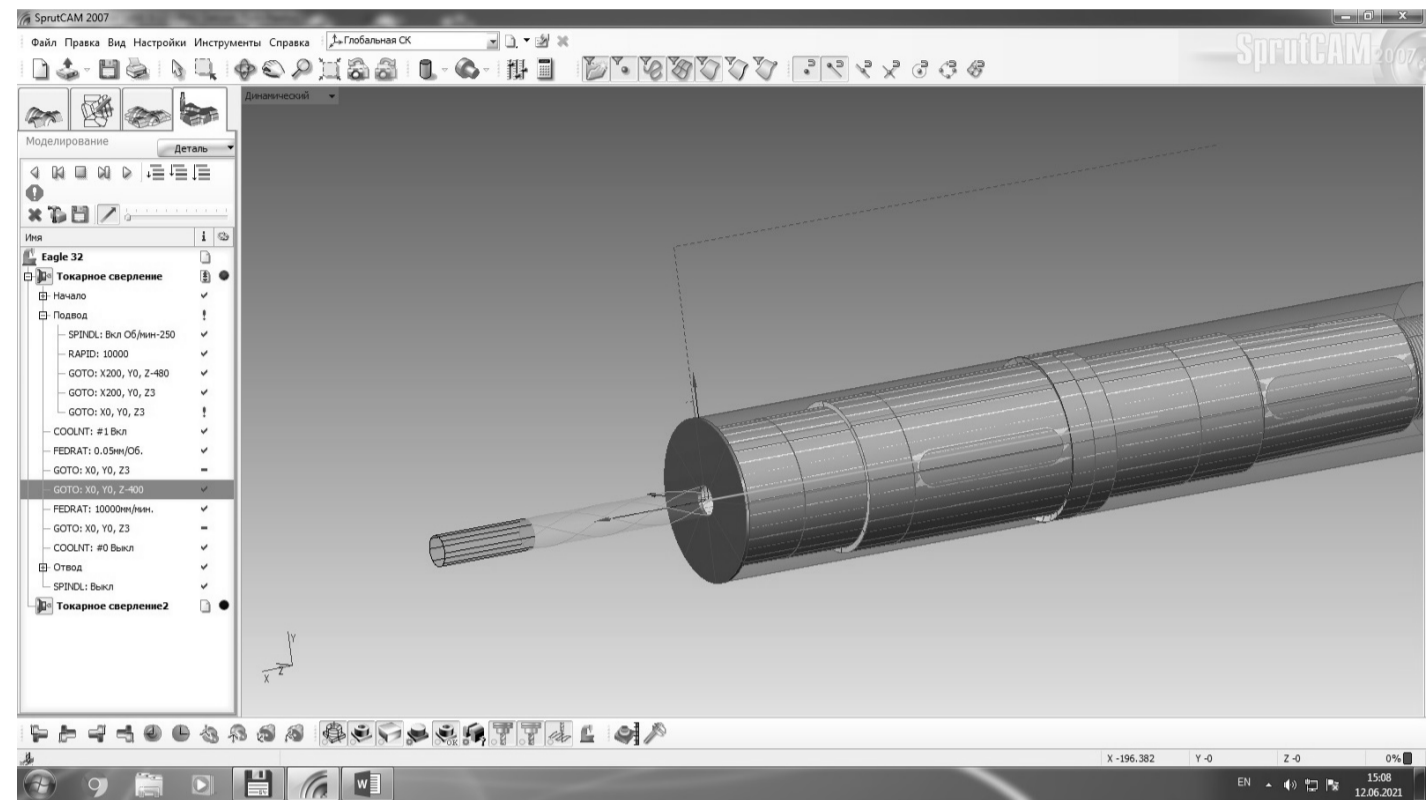 SprutCAM 2007
Файл Правка Вид Настройки Инструменты Справка Глобальная СК
SprutCAM 2007
Динамический
Моделирование
Деталь
Имя
Eagle 32
Токарное сверление
Начало
Подвод
SPINDL: Вкл Об/мин-250
RAPID: 10000
GOTO: X200, Y0, Z-480
GOTO: X200, Y0, Z3
GOTO: X0, Y0, Z3
COOLNT: #1 Вкл
FEDRAT: 0.05мм/Об.
GOTO: X0, Y0, Z3
GOTO: X0, Y0, Z-400
FEDRAT: 10000мм/мин.
GOTO: X0, Y0, Z3
COOLNT: #0 Выкл
Отвод
SPINDL: Выкл
Токарное сверление2
Y
Z
X
OK
X -196.382 Y -0 Z -0 0%
W
EN 15:08
12.06.2021